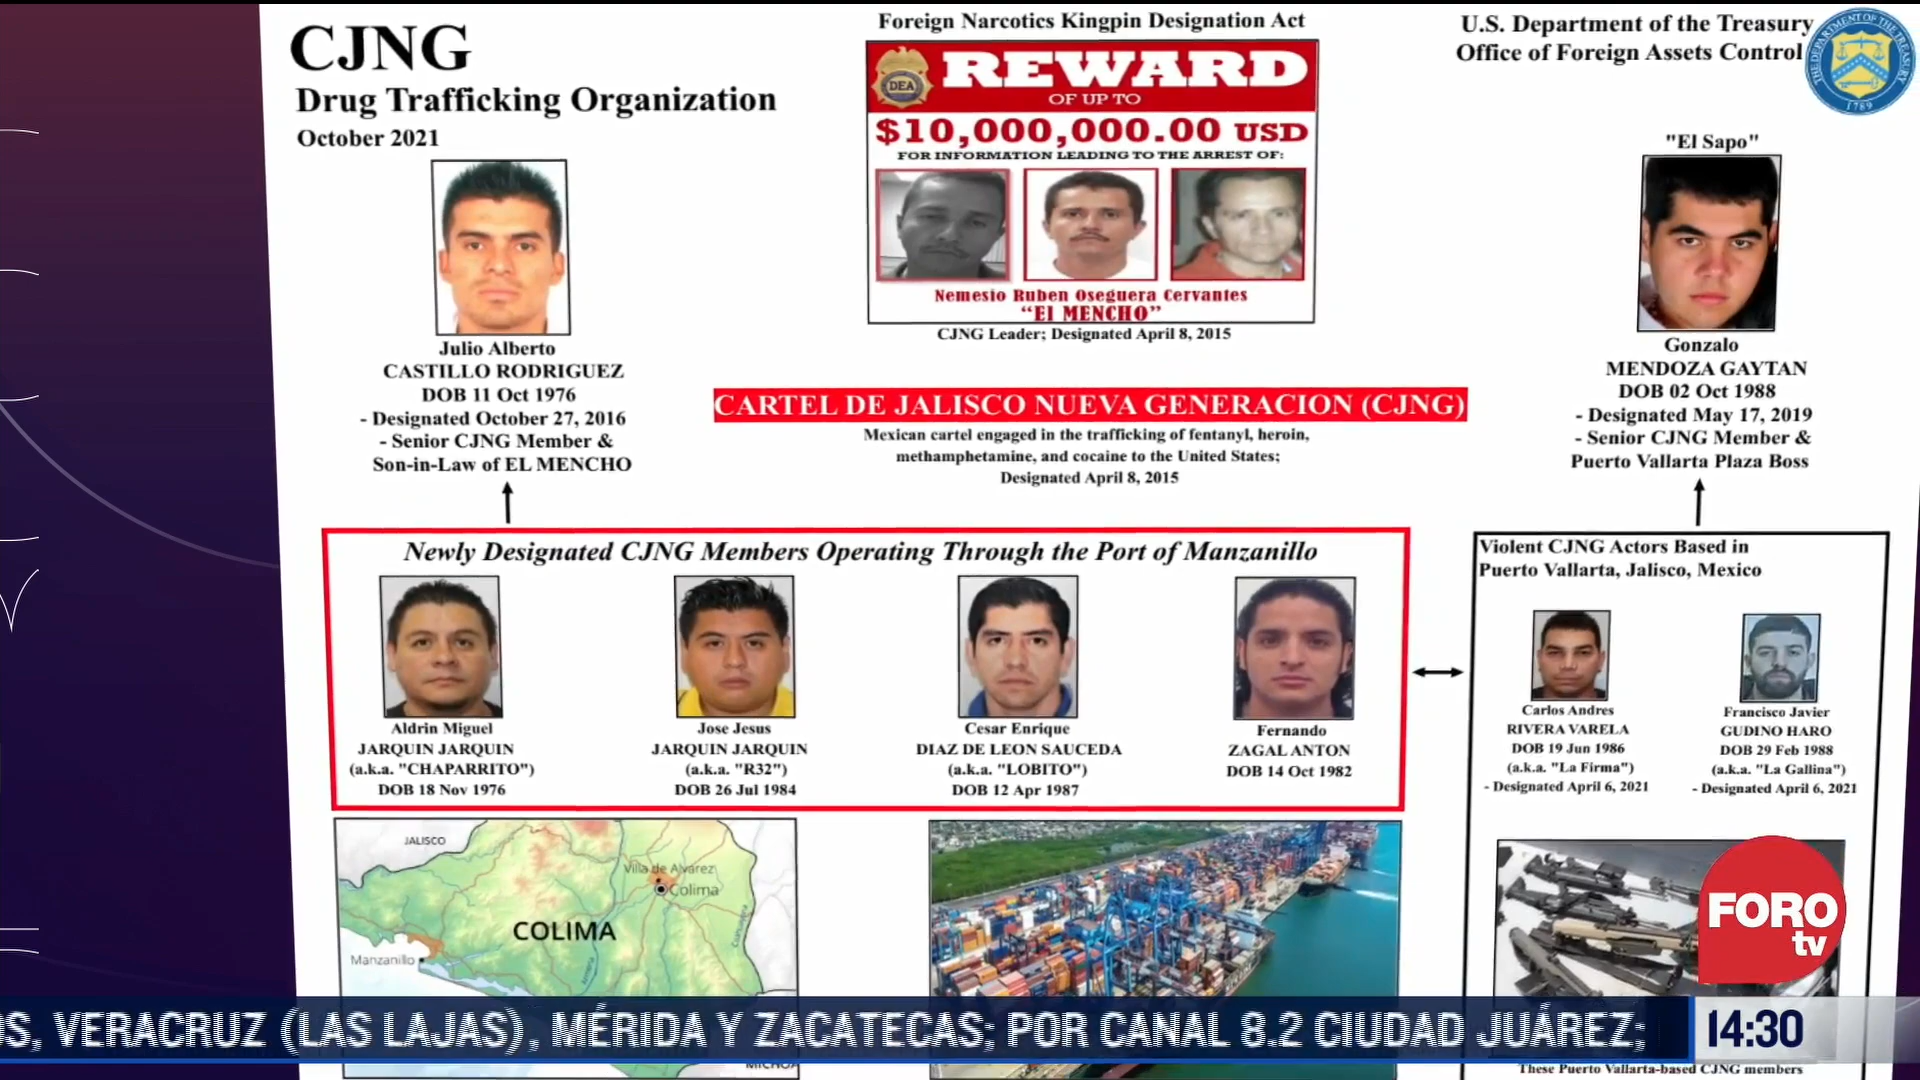 CJNG
Drug Trafficking Organization
October 2021
Foreign Narcotics Kingpin Designation Act
DEA
REWARD
OF UP TO
$10,000,000.00 USD
FOR INFORMATION LEADING TO THE ARREST OF:
Nemesio Ruben Oseguera Cervantes
“El MENCHO”
CJNG Leader; Designated April 8, 2015
U.S. Department of the Treasury
Office of Foreign Assets Control
THE DEPARTMENT OF THE TREASURY
1789
Julio Alberto
CASTILLO RODRIGUEZ
DOB 11 Oct 1976
- Designated October 27, 2016
- Senior CJNG Member &
Son-in-Law of EL MENCHO
CARTEL DE JALISCO NUEVA GENERACION (CJNG)
Mexican cartel engaged in the trafficking of fentanyl, heroin,
methamphetamine, and cocaine to the United States;
Designated April 8, 2015
"El Sapo"
Gonzalo
MENDOZA GAYTAN
DOB 02 Oct 1988
- Designated May 17, 2019
- Senior CJNG Member &
Puerto Vallarta Plaza Boss
Newly Designated CJNG Members Operating Through the Port of Manzanillo
Aldrin Miguel
JARQUIN JARQUIN
(a.k.a. "CHAPARRITO")
DOB 18 Nov 1976
Jose Jesus
JARQUIN JARQUIN
(a.k.a. "R32")
DOB 26 Jul 1984
Cesar Enrique
DIAZ DE LEON SAUCEDA
(a.k.a. "LOBITO")
DOB 12 Apr 1987
Fernando
ZAGAL ANTON
DOB 14 Oct 1982
Violent CJNG Actors Based in
Puerto Vallarta, Jalisco, Mexico
Carlos Andres
RIVERA VARELA
DOB 19 Jun 1986
(a.k.a. "La Firma")
- Designated April 6, 2021
Francisco Javier
GUDINO HARO
DOB 29 Feb 1988
(a.k.a. "La Gallina")
- Designated April 6, 2021
JALISCO
Villa de Alvarez
Colima
COLIMA
Manzanillo
MICHOA
FORO
tv
OS, VERACRUZ (LAS LAJAS), MÉRIDA Y ZACATECAS; POR CANAL 8.2 CIUDAD JUÁREZ;
14:30
These Puerto Vallarta-based CJNG members